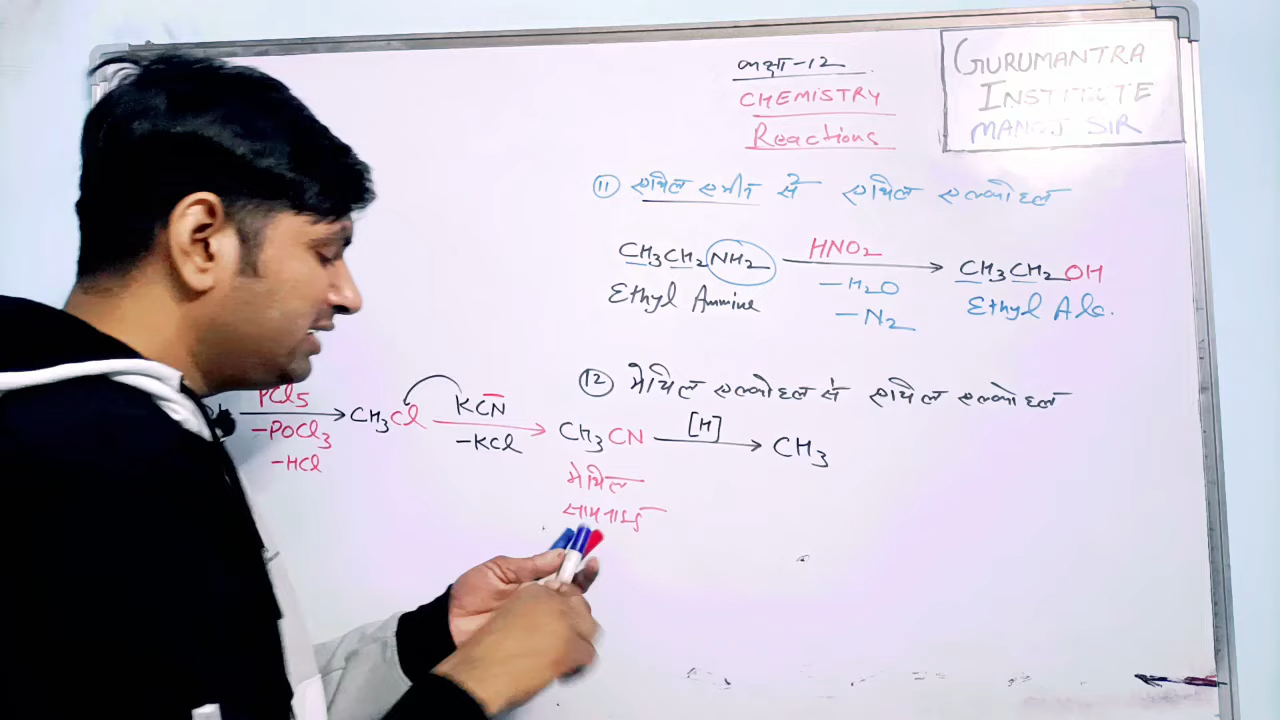 कक्षा-12
CHEMISTRY
Reactions
GURUMANTRA
INSTITUTE
MANOJ SIR
(11) एथिल एमीन से एथिल एल्कोहल
CH3CH2NH2 HNO2 → CH3CH2OH
-H2O
-N2
Ethyl Ammine Ethyl Alc.
(12) मेथिल एल्कोहल से एथिल एल्कोहल
PCl5 → CH3Cl KCN → CH3CN [H] → CH3
-POCl3 -KCl
-HCl
मेथिल
सायनाइड